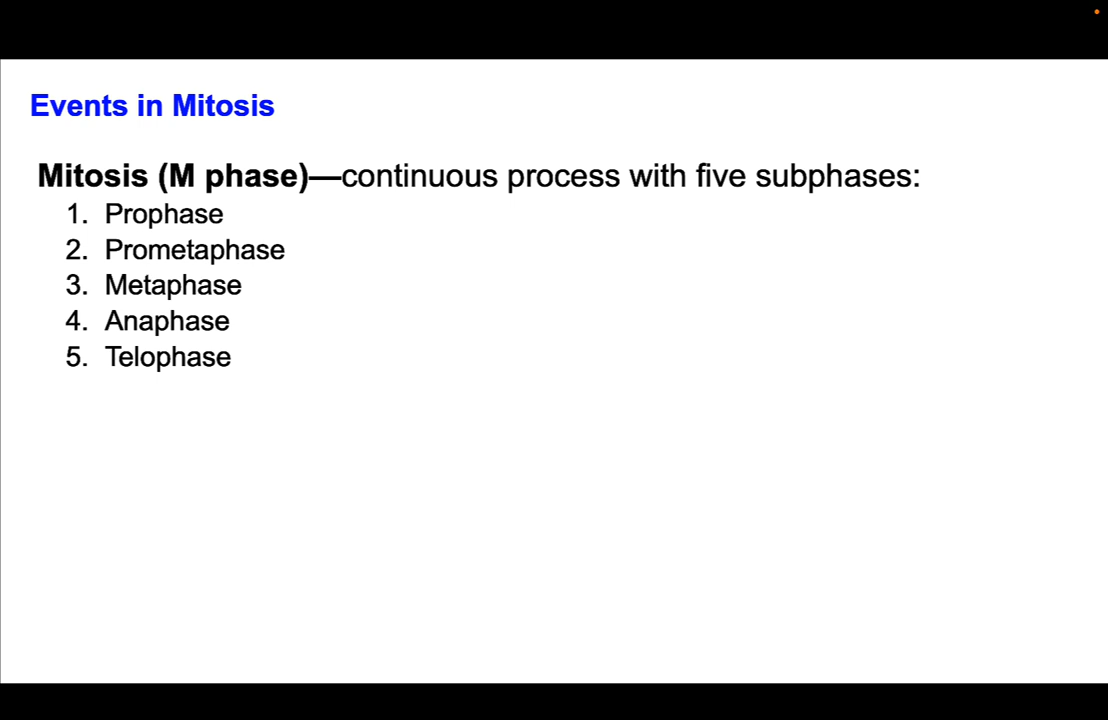 Events in Mitosis
Mitosis (M phase)—continuous process with five subphases:
1. Prophase
2. Prometaphase
3. Metaphase
4. Anaphase
5. Telophase